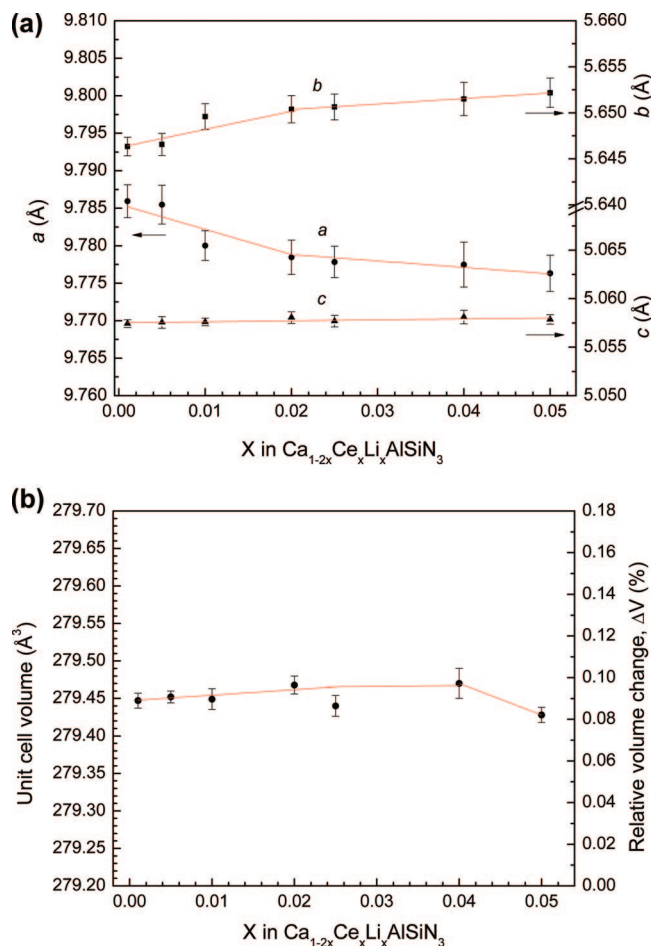 (a)
9.810
9.805
9.800
9.795
9.790
9.785
9.780
9.775
9.770
9.765
9.760
a (Å)
b
a
c
5.660
5.655
5.650
5.645
5.640
5.065
5.060
5.055
5.050
b (Å)
c (Å)
0.00 0.01 0.02 0.03 0.04 0.05
X in Ca₁₋₂ₓCeₓLiₓAlSiN₃
(b)
279.70
279.65
279.60
279.55
279.50
279.45
279.40
279.35
279.30
279.25
279.20
Unit cell volume (Å³)
0.18
0.16
0.14
0.12
0.10
0.08
0.06
0.04
0.02
0.00
Relative volume change, ΔV (%)
0.00 0.01 0.02 0.03 0.04 0.05
X in Ca₁₋₂ₓCeₓLiₓAlSiN₃